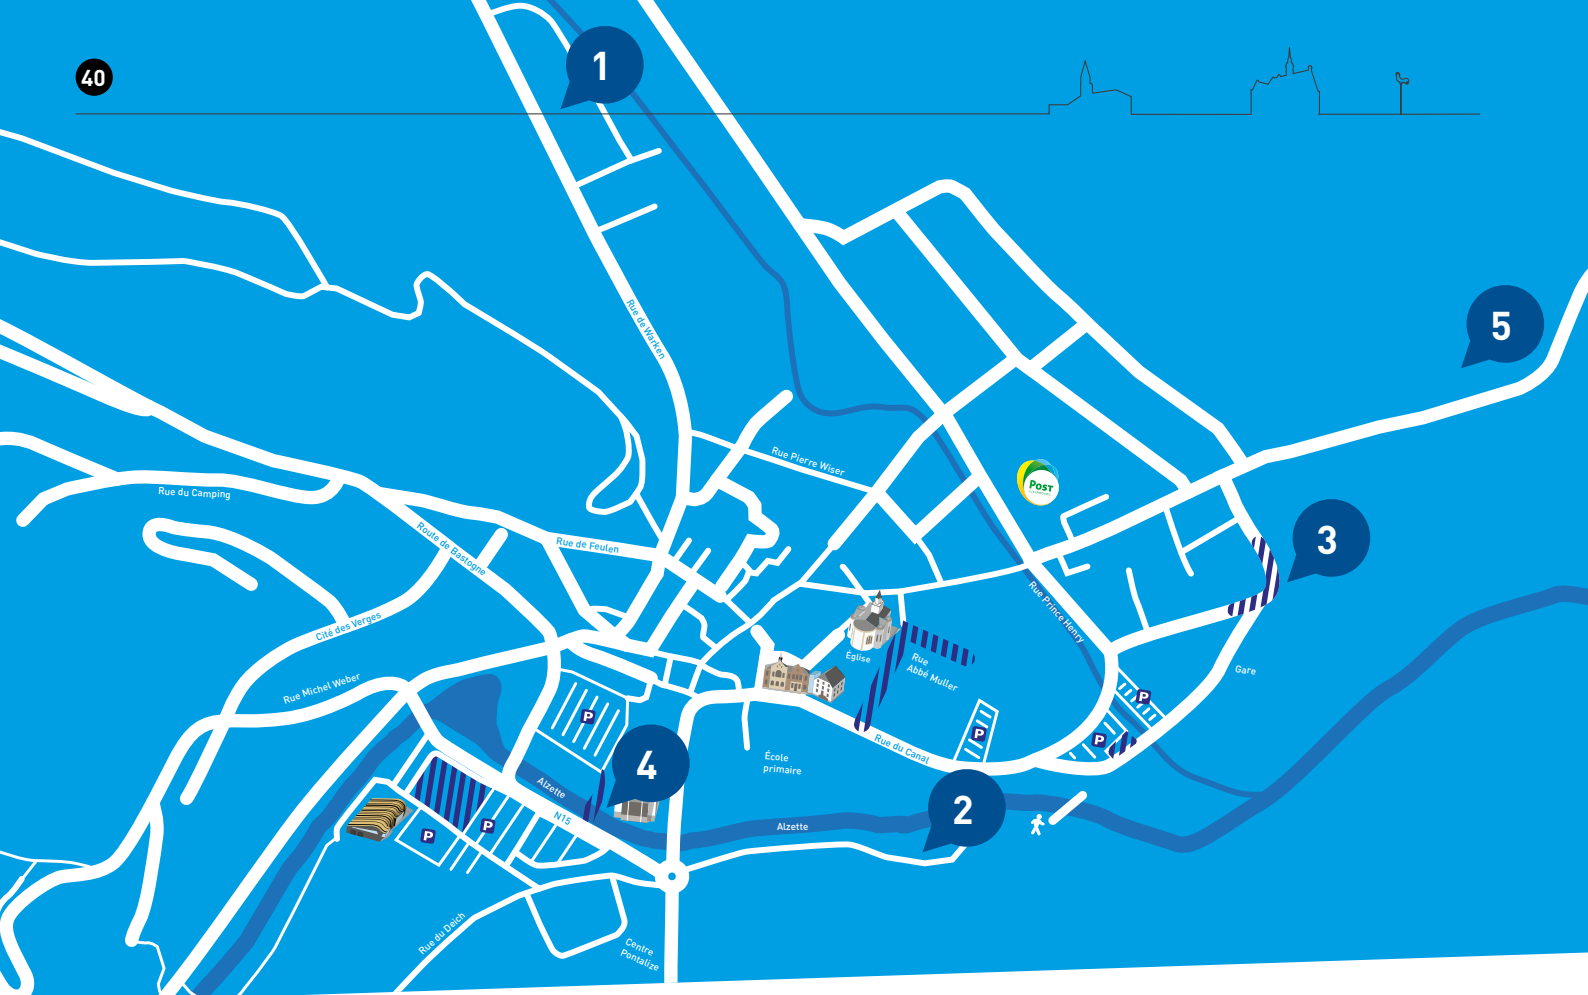 40
1
5
Rue de Warken
Rue Pierre Wiser
POST
Rue du Camping
3
Route de Bastogne
Rue de Feulen
Rue Prince Henry
Cité des Verges
Église
Rue
Abbé Muller
Gare
Rue Michel Weber
P
P
P
P
4
Rue du Canal
École
primaire
Alzette
N15
2
P
P
Alzette
Rue du Deich
Centre
Pontalize